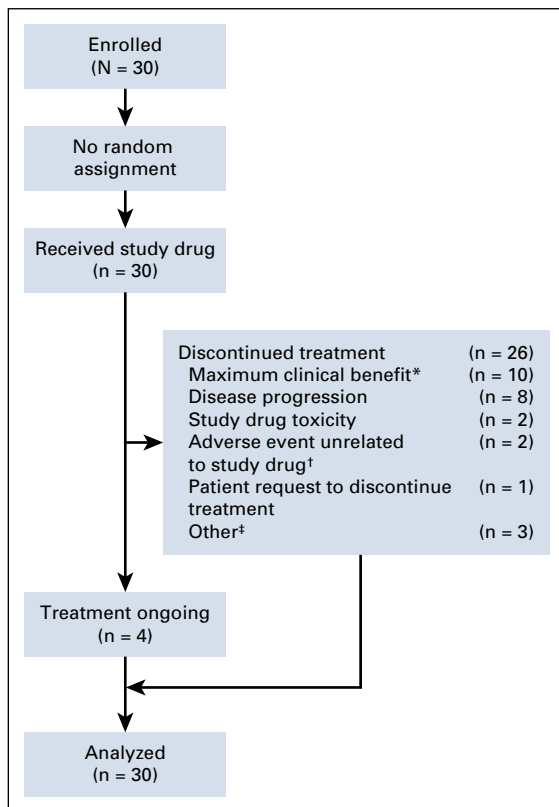 Enrolled
(N = 30)
No random
assignment
Received study drug
(n = 30)
Discontinued treatment (n = 26)
Maximum clinical benefit* (n = 10)
Disease progression (n = 8)
Study drug toxicity (n = 2)
Adverse event unrelated (n = 2)
to study drug†
Patient request to discontinue (n = 1)
treatment
Other‡ (n = 3)
Treatment ongoing
(n = 4)
Analyzed
(n = 30)